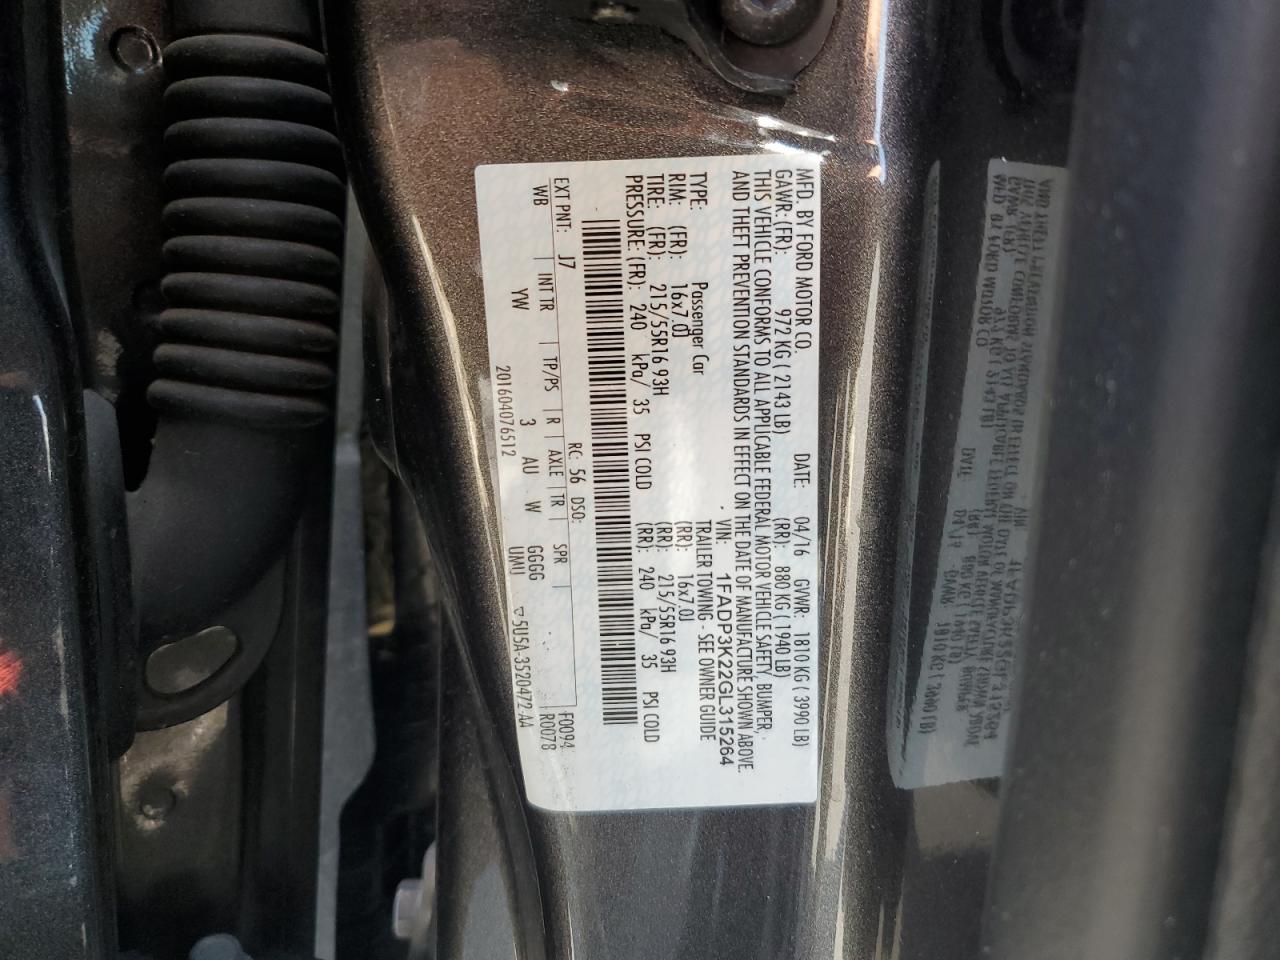 MFD. BY FORD MOTOR CO.
DATE: 04/16 GVWR: 1810 KG ( 3990 LB)
GAWR: (FR): 972 KG ( 2143 LB) (RR): 880 KG ( 1940 LB)
THIS VEHICLE CONFORMS TO ALL APPLICABLE FEDERAL MOTOR VEHICLE SAFETY, BUMPER,
AND THEFT PREVENTION STANDARDS IN EFFECT ON THE DATE OF MANUFACTURE SHOWN ABOVE.
VIN: 1FADP3K22GL315264
TYPE: Passenger Car TRAILER TOWING - SEE OWNER GUIDE
RIM: (FR): 16x7.0J (RR): 16x7.0J
TIRE: (FR): 215/55R16 93H (RR): 215/55R16 93H
PRESSURE: (FR): 240 kPa/ 35 PSI COLD (RR): 240 kPa/ 35 PSI COLD
EXT PNT: J7 RC: 56 DSO: F0094
WB INT TR TP/PS R AXLE TR SPR R0078
YW 3 AU W GGGG
201604076512 UMU 5U5A-3520472-AA